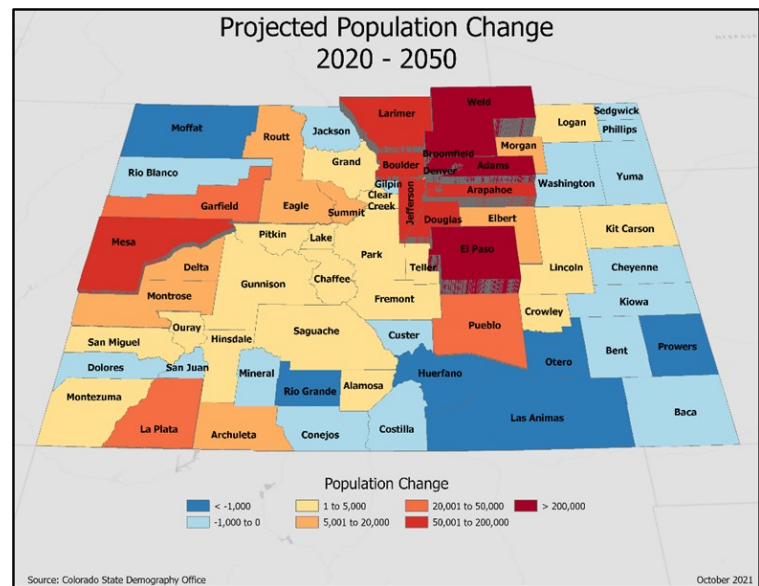 Projected Population Change
2020 - 2050
Moffat
Routt
Jackson
Larimer
Weld
Logan
Sedgwick
Phillips
Morgan
Grand
Boulder
Broomfield
Rio Blanco
Adams
Denver
Gilpin
Clear
Creek
Arapahoe
Washington
Yuma
Garfield
Eagle
Summit
Jefferson
Douglas
Elbert
Kit Carson
Mesa
Pitkin
Lake
Park
El Paso
Delta
Gunnison
Chaffee
Teller
Lincoln
Cheyenne
Montrose
Fremont
Kiowa
Ouray
Saguache
Crowley
San Miguel
Hinsdale
Custer
Pueblo
Dolores
San Juan
Mineral
Huerfano
Otero
Bent
Prowers
Rio Grande
Alamosa
Montezuma
La Plata
Archuleta
Conejos
Costilla
Las Animas
Baca
Population Change
< -1,000
1 to 5,000
20,001 to 50,000
> 200,000
-1,000 to 0
5,001 to 20,000
50,001 to 200,000
Source: Colorado State Demography Office
October 2021